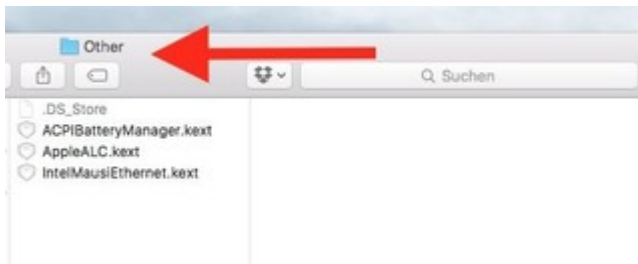 Other
Suchen
.DS_Store
ACPIBatteryManager.kext
AppleALC.kext
IntelMausiEthernet.kext